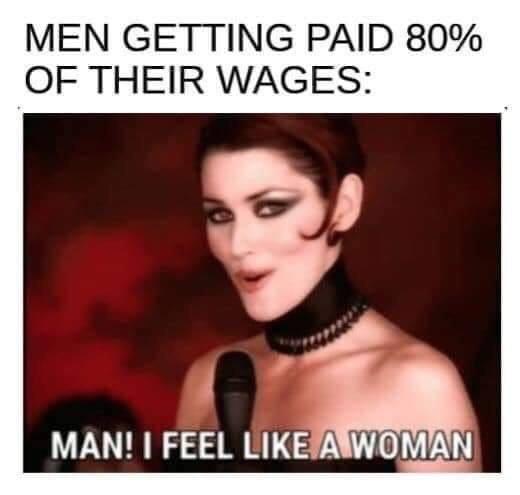 MEN GETTING PAID 80%
OF THEIR WAGES:
MAN! I FEEL LIKE A WOMAN